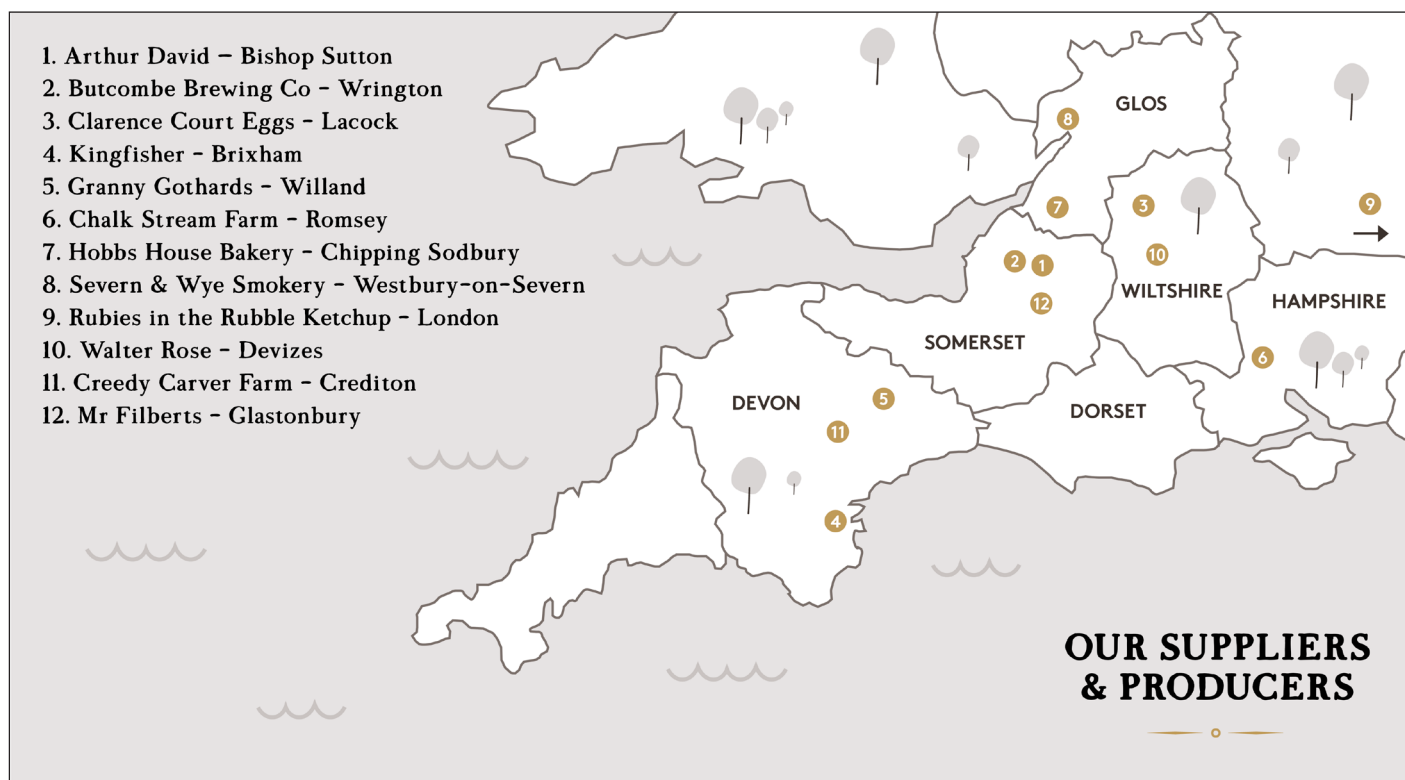 1. Arthur David – Bishop Sutton
2. Butcombe Brewing Co – Wrington
3. Clarence Court Eggs – Lacock
4. Kingfisher – Brixham
5. Granny Gothards – Willand
6. Chalk Stream Farm – Romsey
7. Hobbs House Bakery – Chipping Sodbury
8. Severn & Wye Smokery – Westbury-on-Severn
9. Rubies in the Rubble Ketchup – London
10. Walter Rose – Devizes
11. Creedy Carver Farm – Crediton
12. Mr Filberts – Glastonbury
GLOS
8
7
3
9
2
1
10
12
WILTSHIRE
HAMPSHIRE
SOMERSET
6
DEVON
5
DORSET
11
4
OUR SUPPLIERS
& PRODUCERS